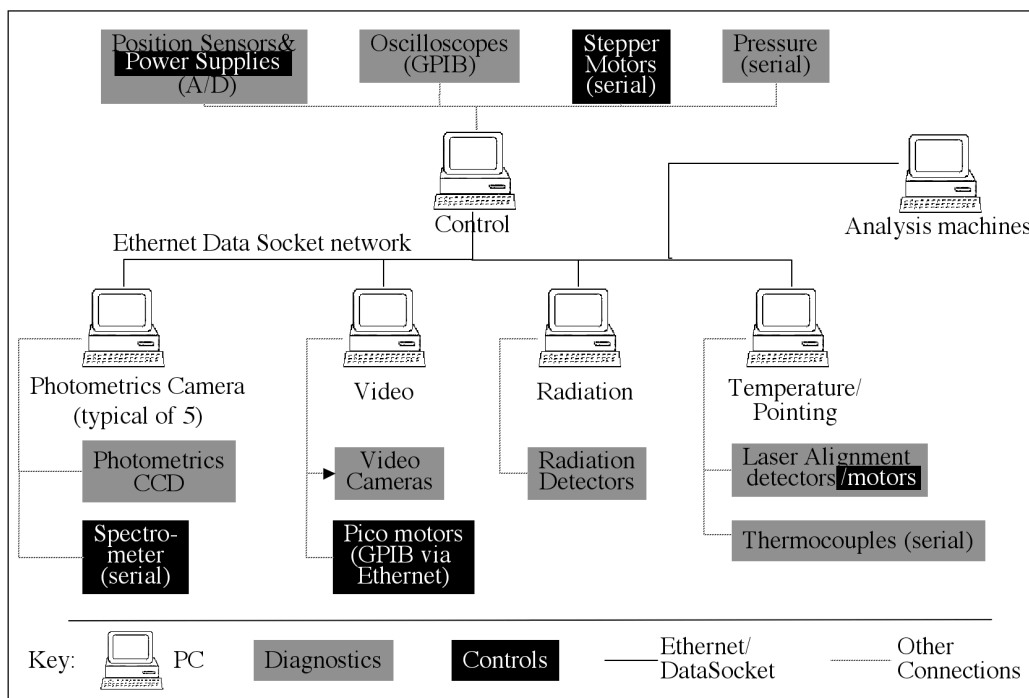 Position Sensors&
Power Supplies
(A/D)
Oscilloscopes
(GPIB)
Stepper
Motors
(serial)
Pressure
(serial)
Control
Analysis machines
Ethernet Data Socket network
Photometrics Camera
(typical of 5)
Video
Radiation
Temperature/
Pointing
Photometrics
CCD
Video
Cameras
Radiation
Detectors
Laser Alignment
detectors/motors
Spectro-
meter
(serial)
Pico motors
(GPIB via
Ethernet)
Thermocouples (serial)
Key:
PC
Diagnostics
Controls
Ethernet/
DataSocket
Other
Connections